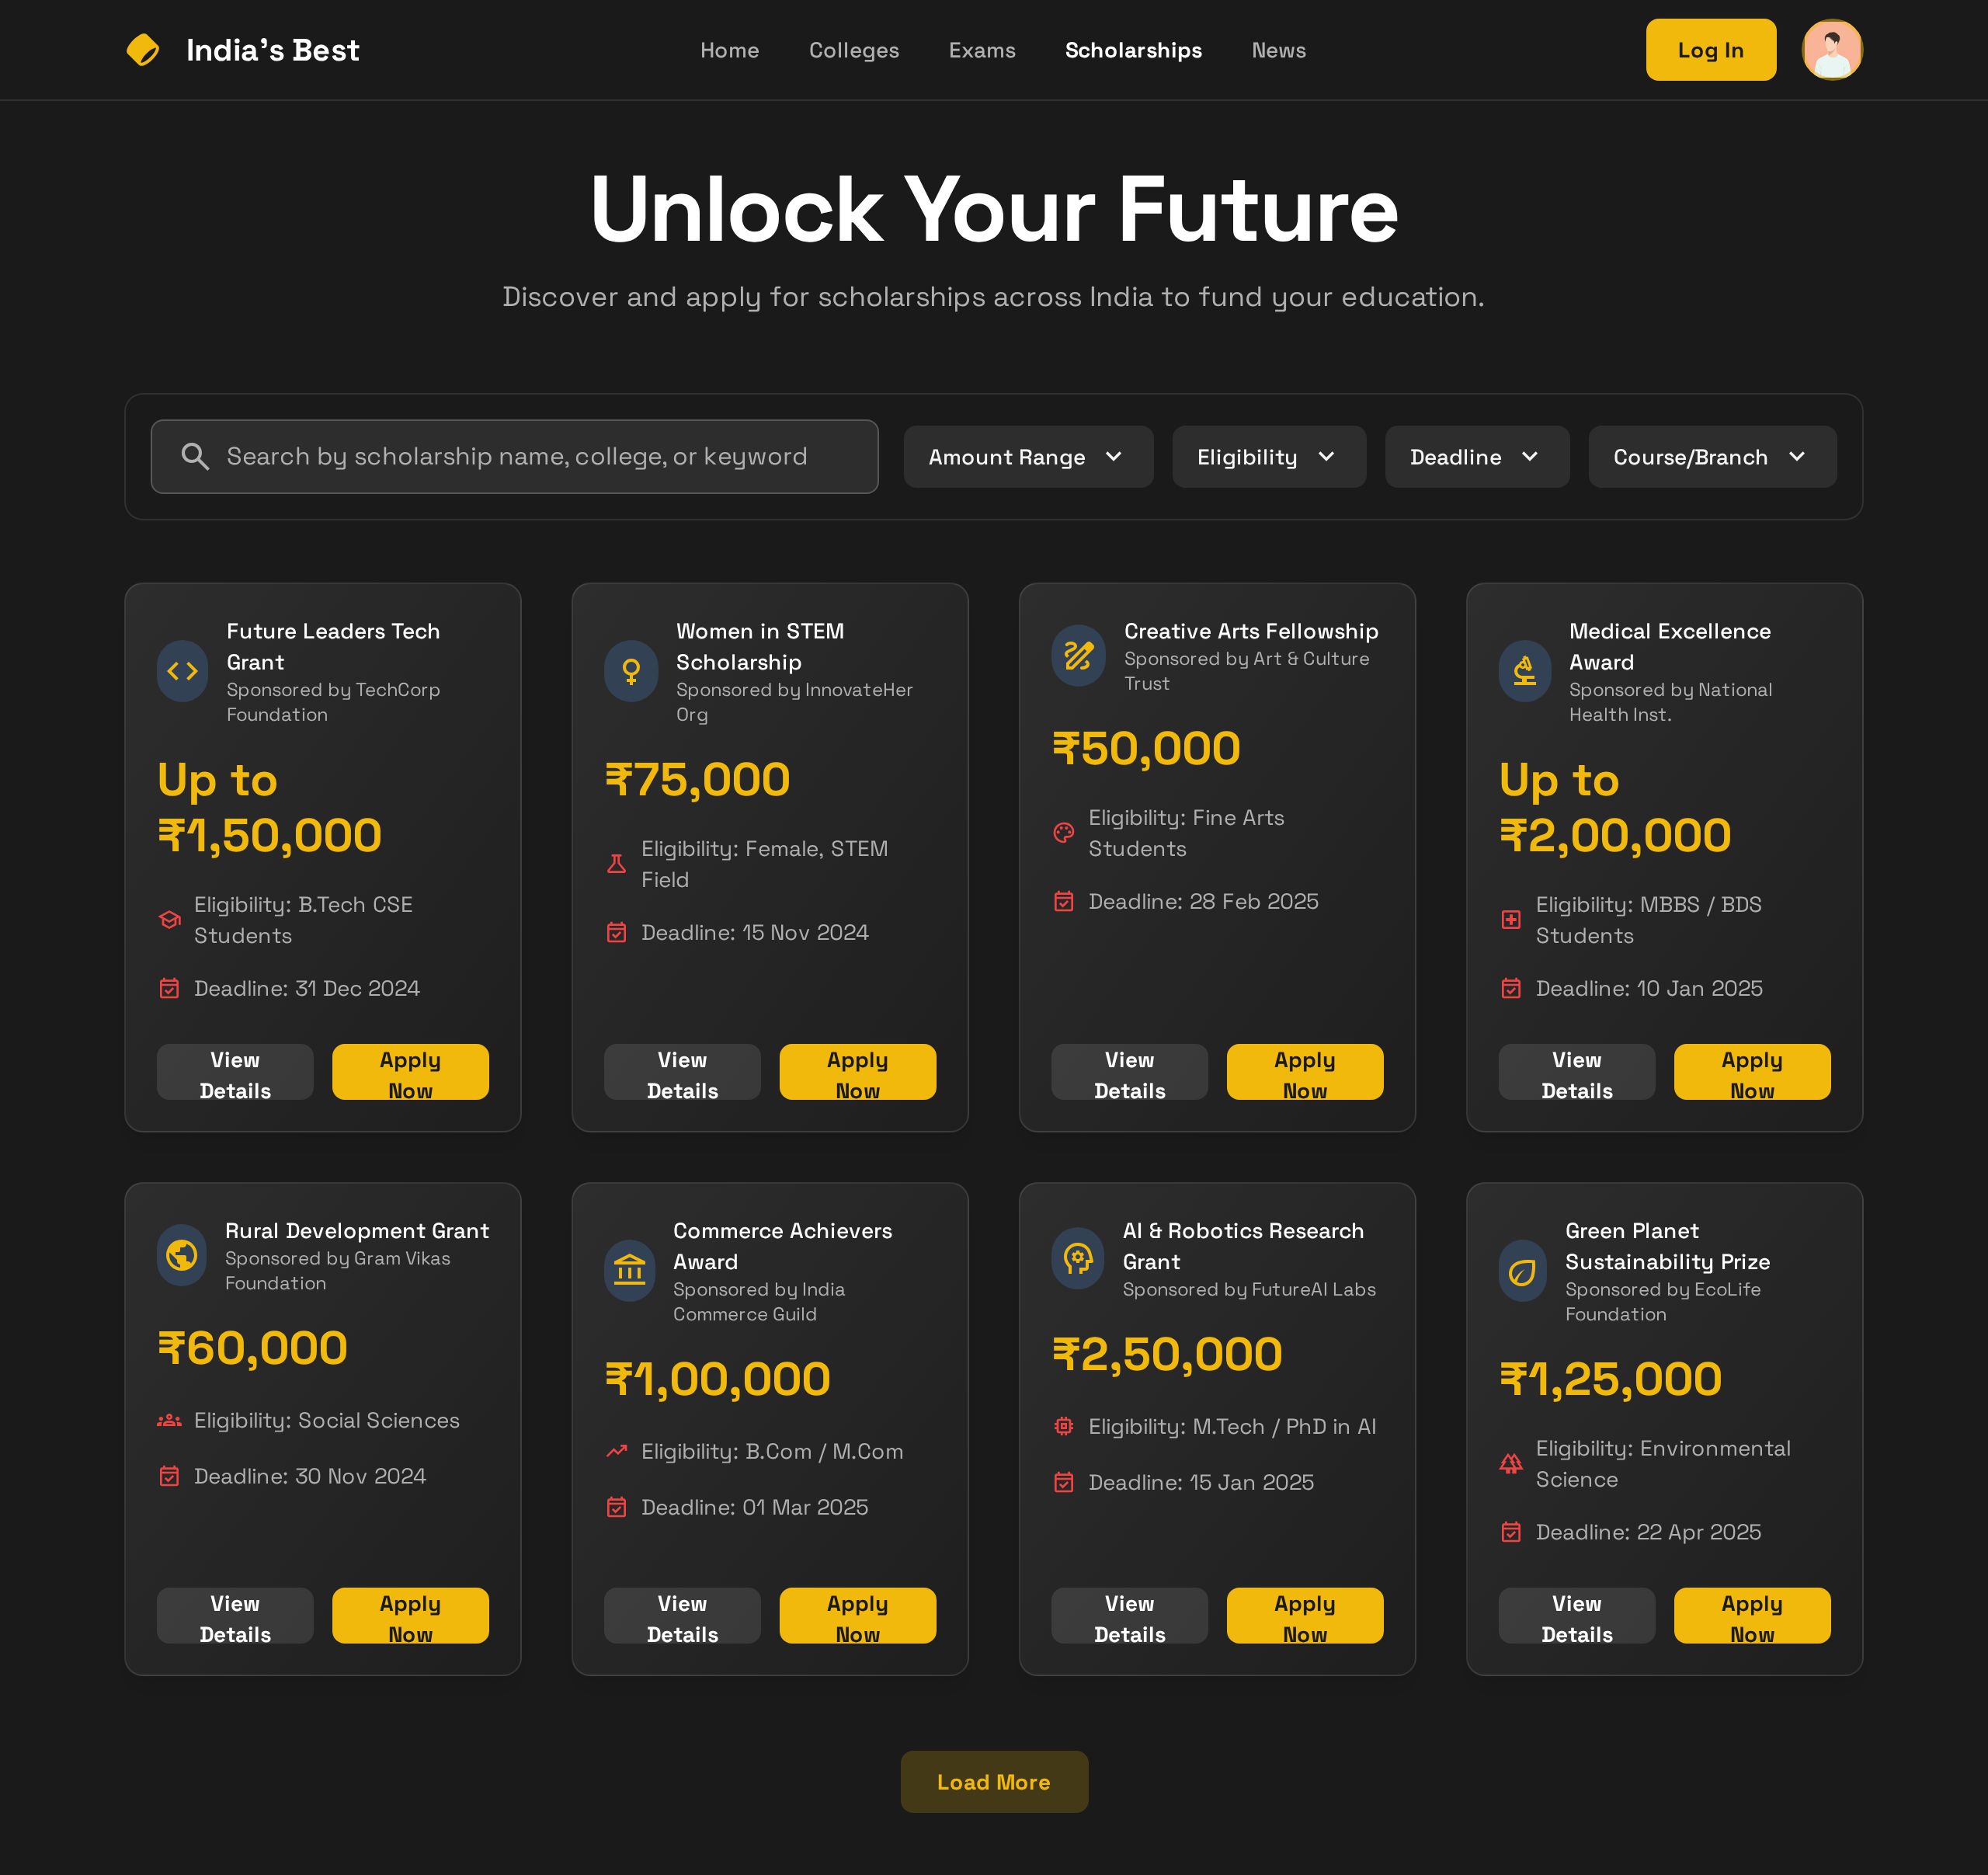 India's Best
Home
Colleges
Exams
Scholarships
News
Log In
Unlock Your Future
Discover and apply for scholarships across India to fund your education.
Search by scholarship name, college, or keyword
Amount Range
Eligibility
Deadline
Course/Branch
Future Leaders Tech
Grant
Sponsored by TechCorp
Foundation
Up to
₹1,50,000
Eligibility: B.Tech CSE
Students
Deadline: 31 Dec 2024
View
Details
Apply
Now
Women in STEM
Scholarship
Sponsored by InnovateHer
Org
₹75,000
Eligibility: Female, STEM
Field
Deadline: 15 Nov 2024
View
Details
Apply
Now
Creative Arts Fellowship
Sponsored by Art & Culture
Trust
₹50,000
Eligibility: Fine Arts
Students
Deadline: 28 Feb 2025
View
Details
Apply
Now
Medical Excellence
Award
Sponsored by National
Health Inst.
Up to
₹2,00,000
Eligibility: MBBS / BDS
Students
Deadline: 10 Jan 2025
View
Details
Apply
Now
Rural Development Grant
Sponsored by Gram Vikas
Foundation
₹60,000
Eligibility: Social Sciences
Deadline: 30 Nov 2024
View
Details
Apply
Now
Commerce Achievers
Award
Sponsored by India
Commerce Guild
₹1,00,000
Eligibility: B.Com / M.Com
Deadline: 01 Mar 2025
View
Details
Apply
Now
AI & Robotics Research
Grant
Sponsored by FutureAI Labs
₹2,50,000
Eligibility: M.Tech / PhD in AI
Deadline: 15 Jan 2025
View
Details
Apply
Now
Green Planet
Sustainability Prize
Sponsored by EcoLife
Foundation
₹1,25,000
Eligibility: Environmental
Science
Deadline: 22 Apr 2025
View
Details
Apply
Now
Load More